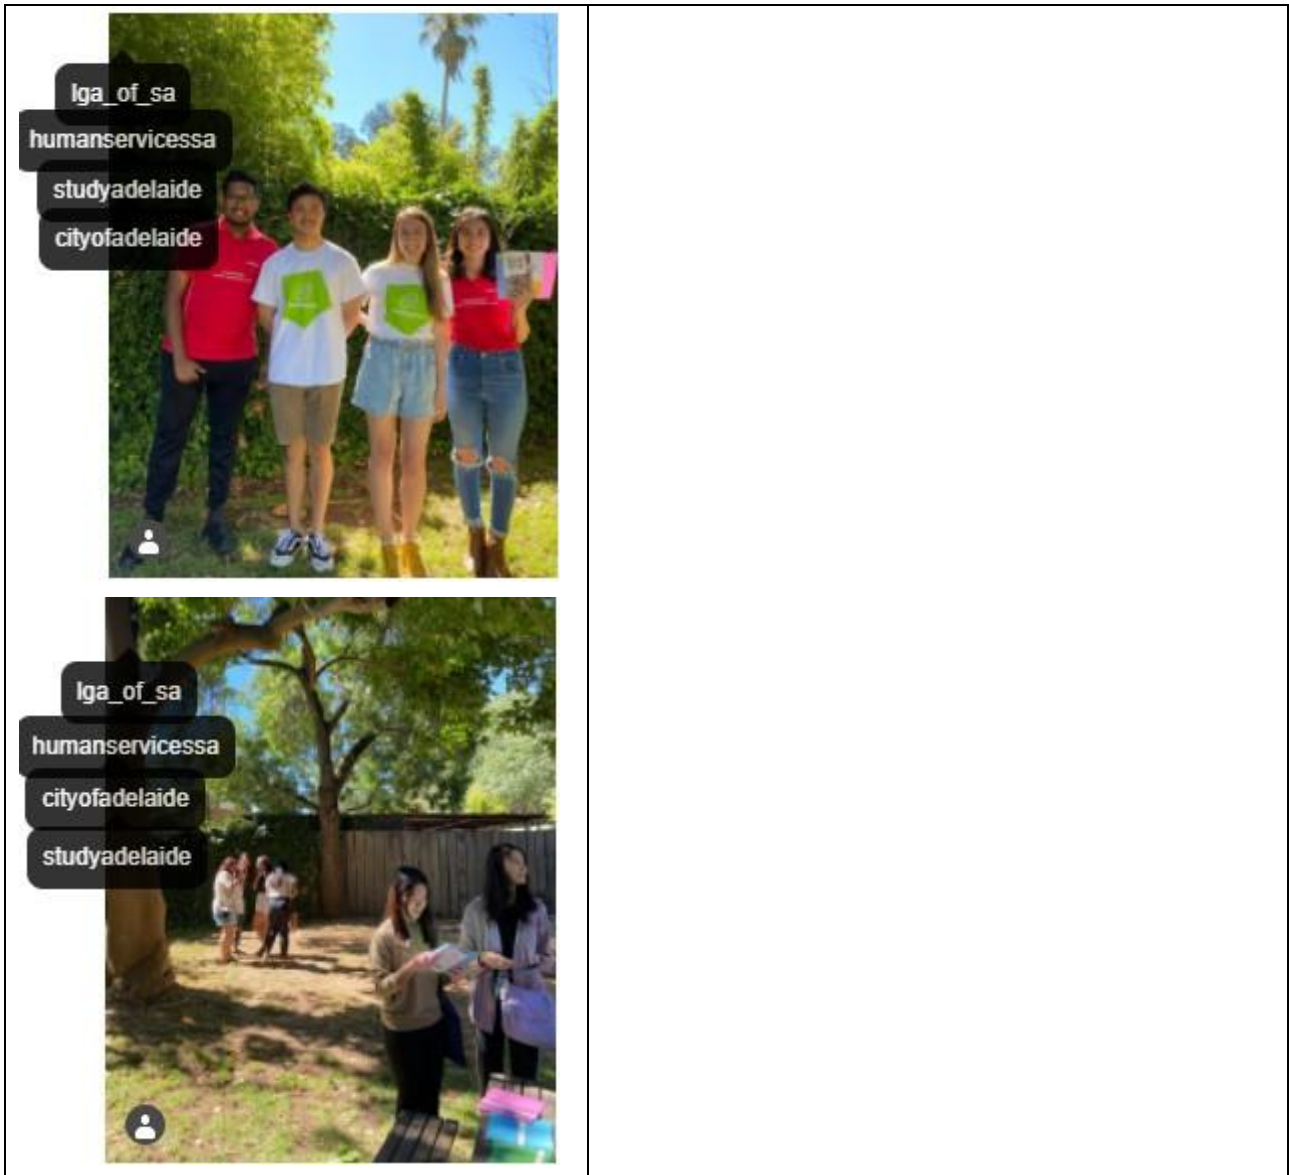 lga_of_sa
humanservicessa
studyadelaide
cityofadelaide
lga_of_sa
humanservicessa
cityofadelaide
studyadelaide